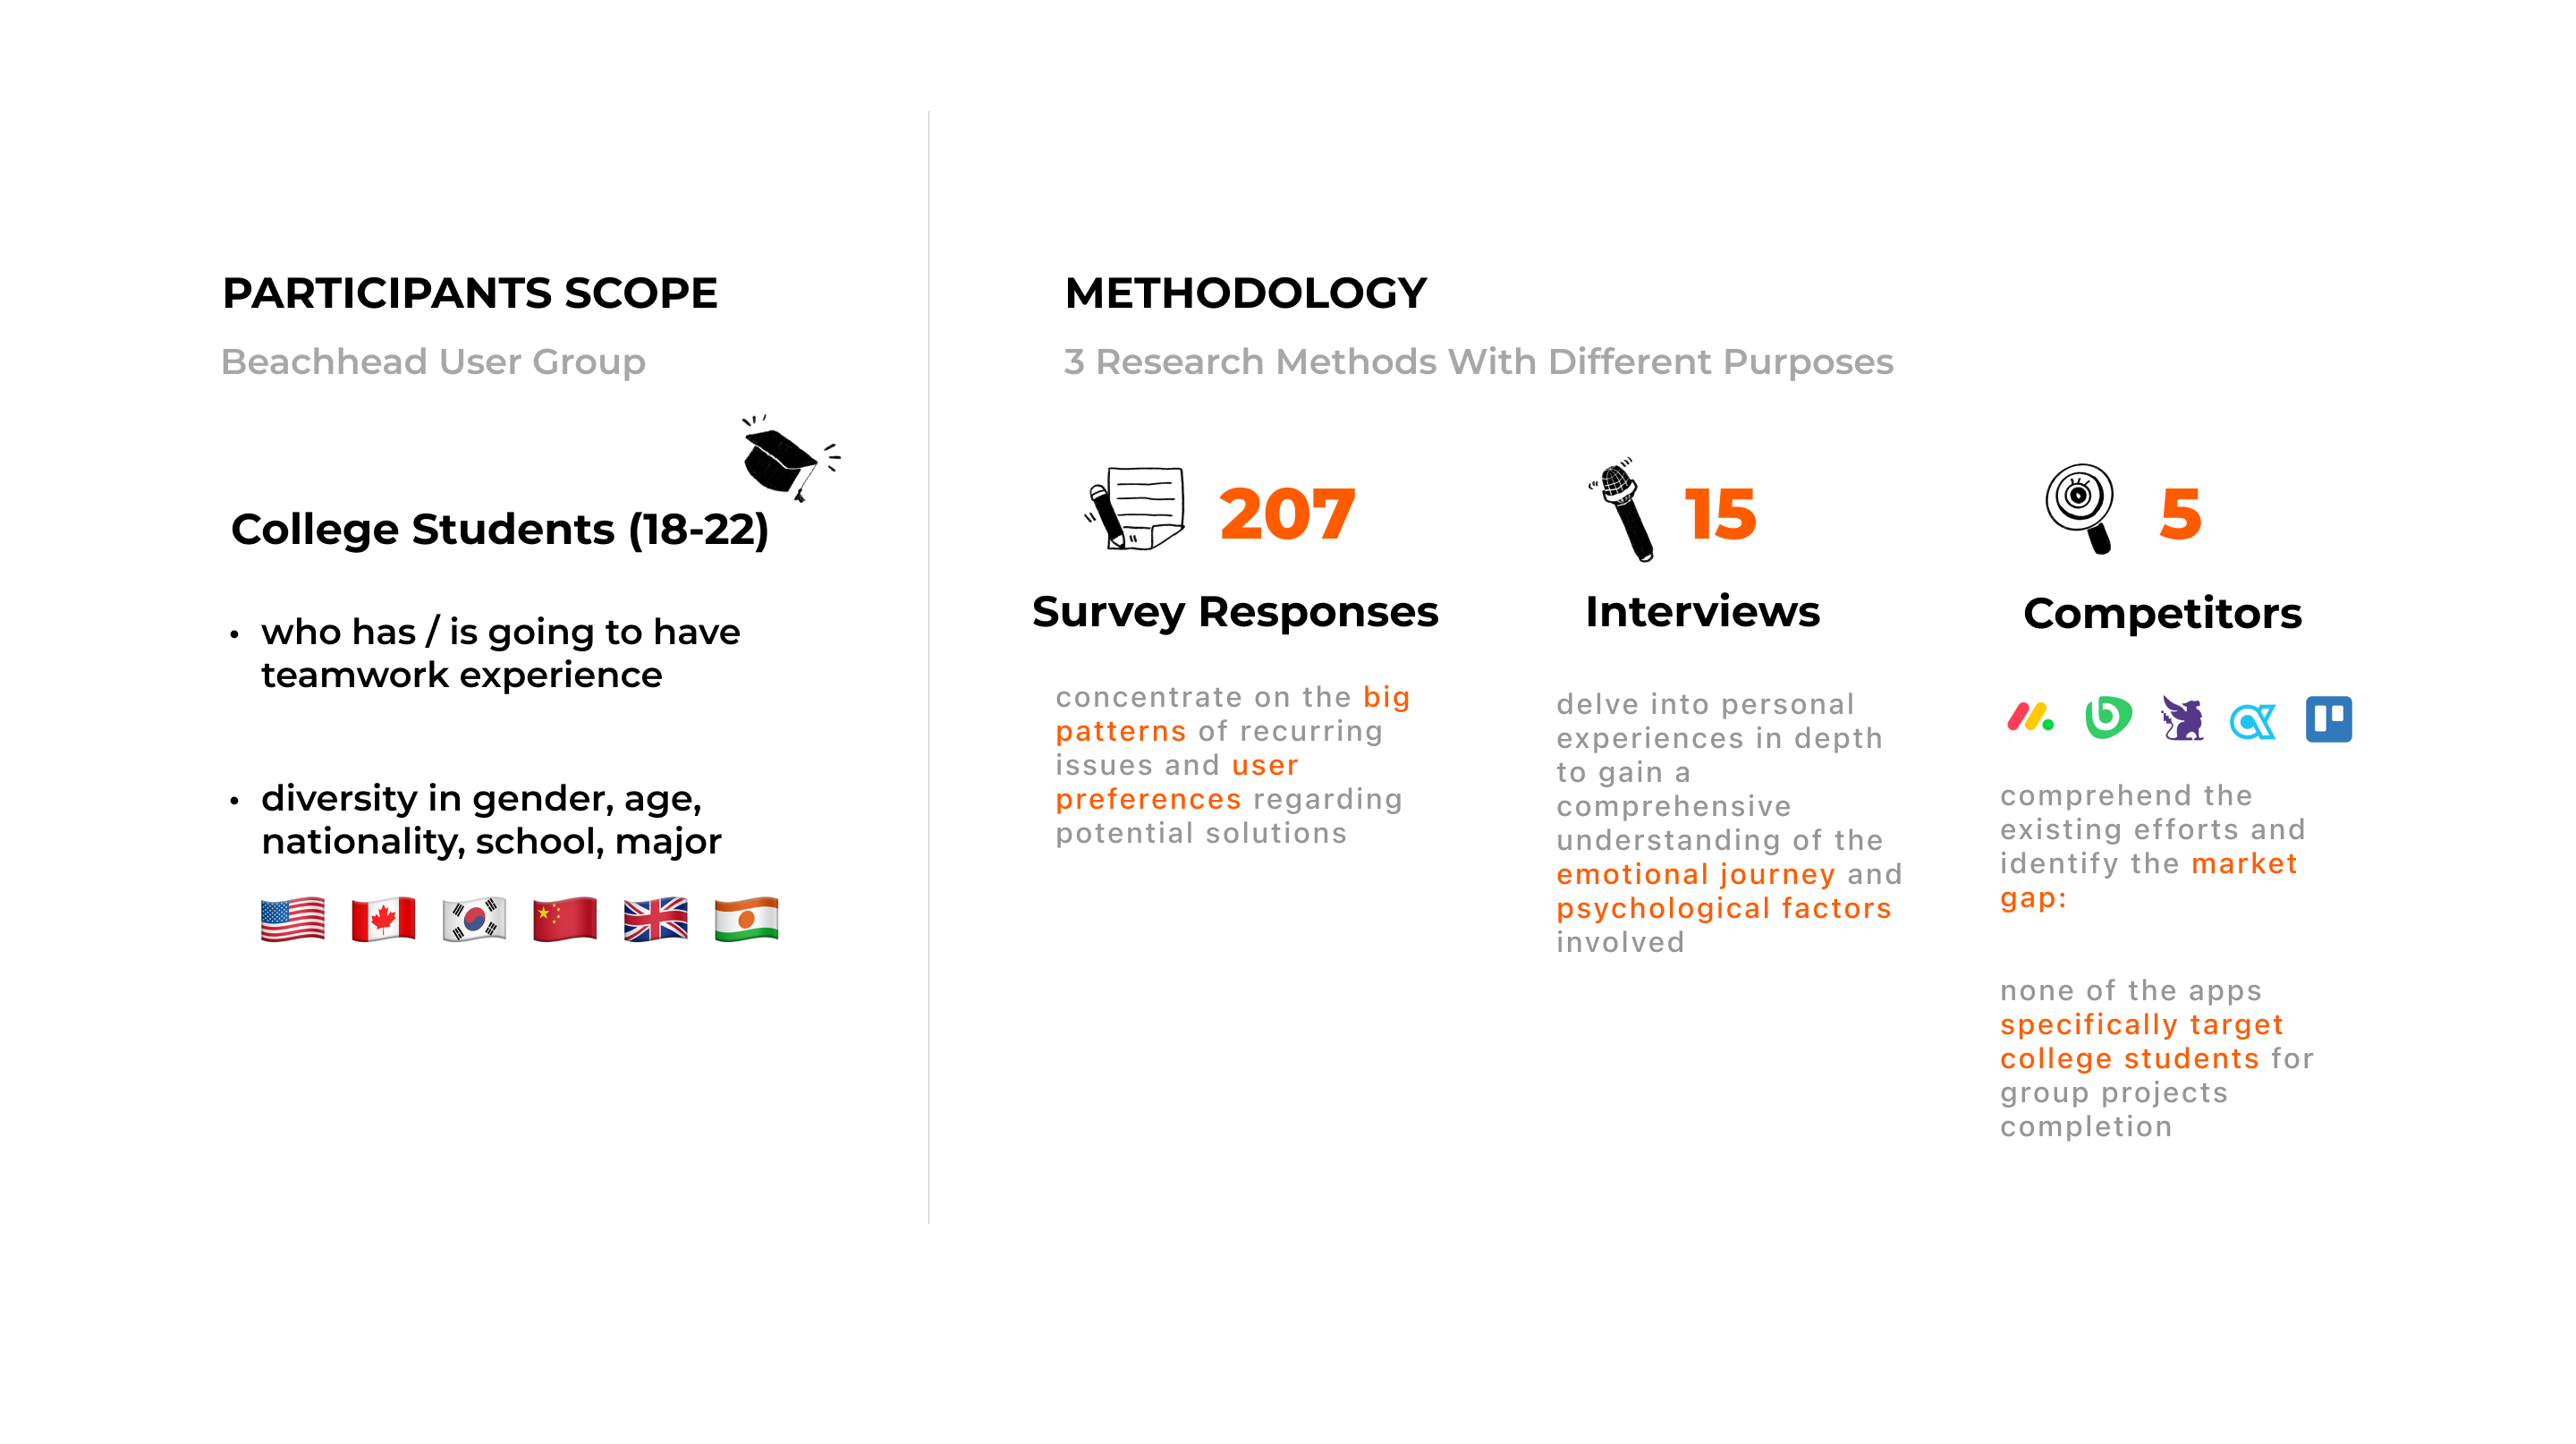 PARTICIPANTS SCOPE
Beachhead User Group
College Students (18-22)
• who has / is going to have
teamwork experience
• diversity in gender, age,
nationality, school, major
METHODOLOGY
3 Research Methods With Different Purposes
207
Survey Responses
concentrate on the big
patterns of recurring
issues and user
preferences regarding
potential solutions
15
Interviews
delve into personal
experiences in depth
to gain a
comprehensive
understanding of the
emotional journey and
psychological factors
involved
5
Competitors
comprehend the
existing efforts and
identify the market
gap:
none of the apps
specifically target
college students for
group projects
completion